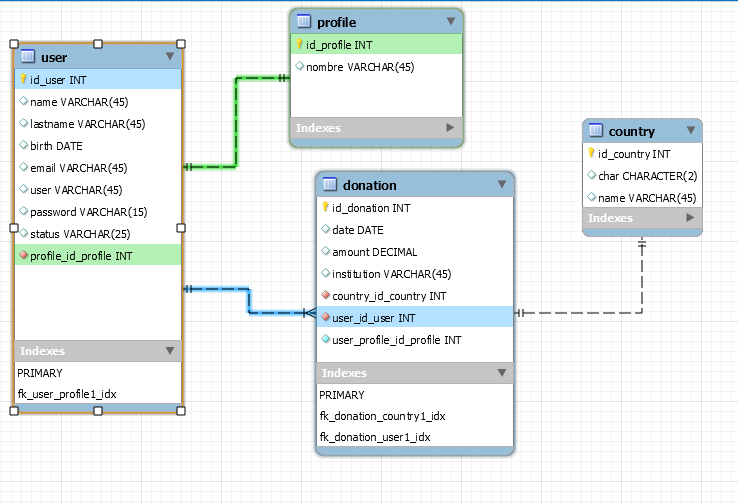 user
id_user INT
name VARCHAR(45)
lastname VARCHAR(45)
birth DATE
email VARCHAR(45)
user VARCHAR(45)
password VARCHAR(15)
status VARCHAR(25)
profile_id_profile INT
Indexes
PRIMARY
fk_user_profile1_idx
profile
id_profile INT
nombre VARCHAR(45)
Indexes
donation
id_donation INT
date DATE
amount DECIMAL
institution VARCHAR(45)
country_id_country INT
user_id_user INT
user_profile_id_profile INT
Indexes
PRIMARY
fk_donation_country1_idx
fk_donation_user1_idx
country
id_country INT
char CHARACTER(2)
name VARCHAR(45)
Indexes